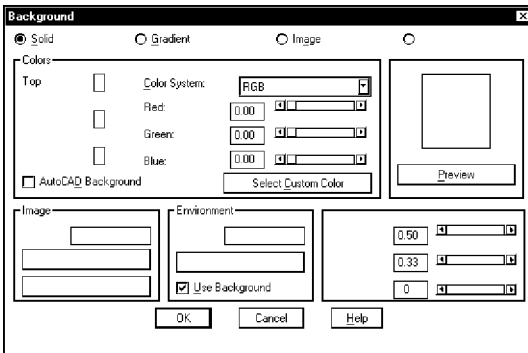 Background
Solid Gradient Image
Colors
Top Color System: RGB
Red: 0.00
Green: 0.00
Blue: 0.00
AutoCAD Background Select Custom Color
Preview
Image Environment
0.50
0.33
Use Background 0
OK Cancel Help